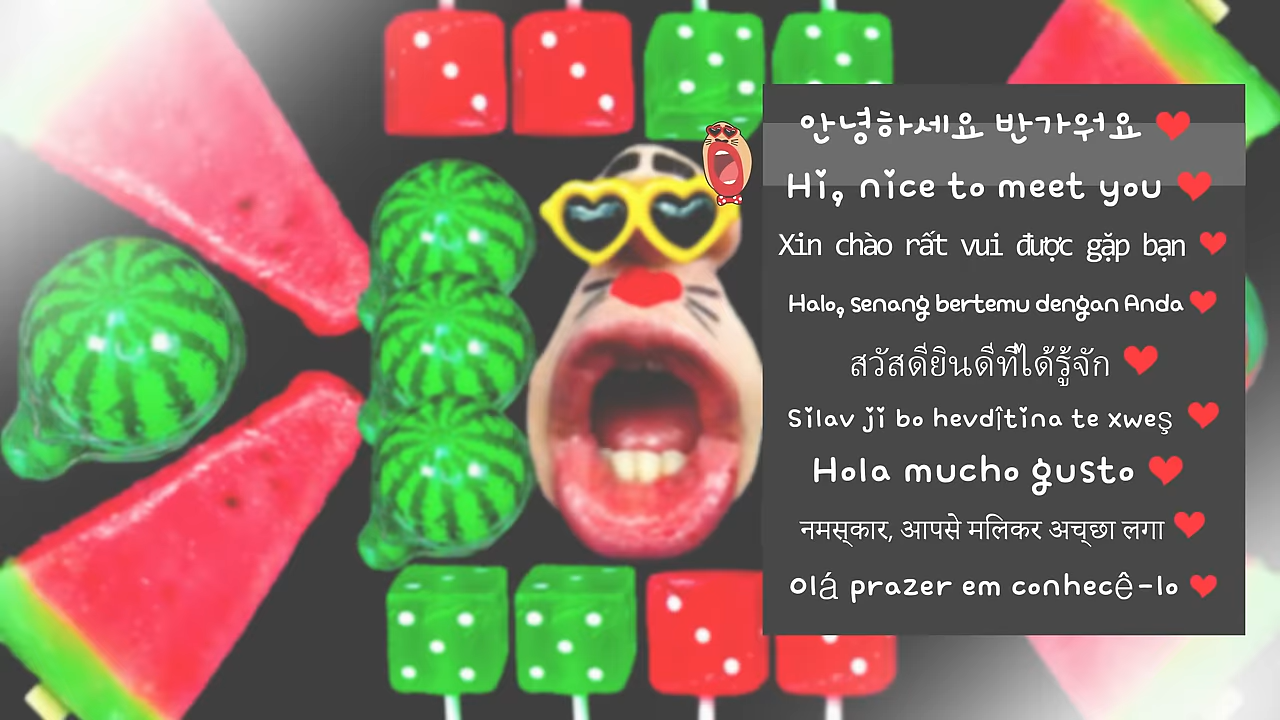 안녕하세요 반가워요
Hi, nice to meet you
Xin chào rất vui được gặp bạn
Halo, senang bertemu dengan Anda
สวัสดียินดีที่ได้รู้จัก
Silav ji bo hevdîtina te xweş
Hola mucho gusto
नमस्कार, आपसे मलिकर अच्छा लगा
Olá prazer em conhecê-lo